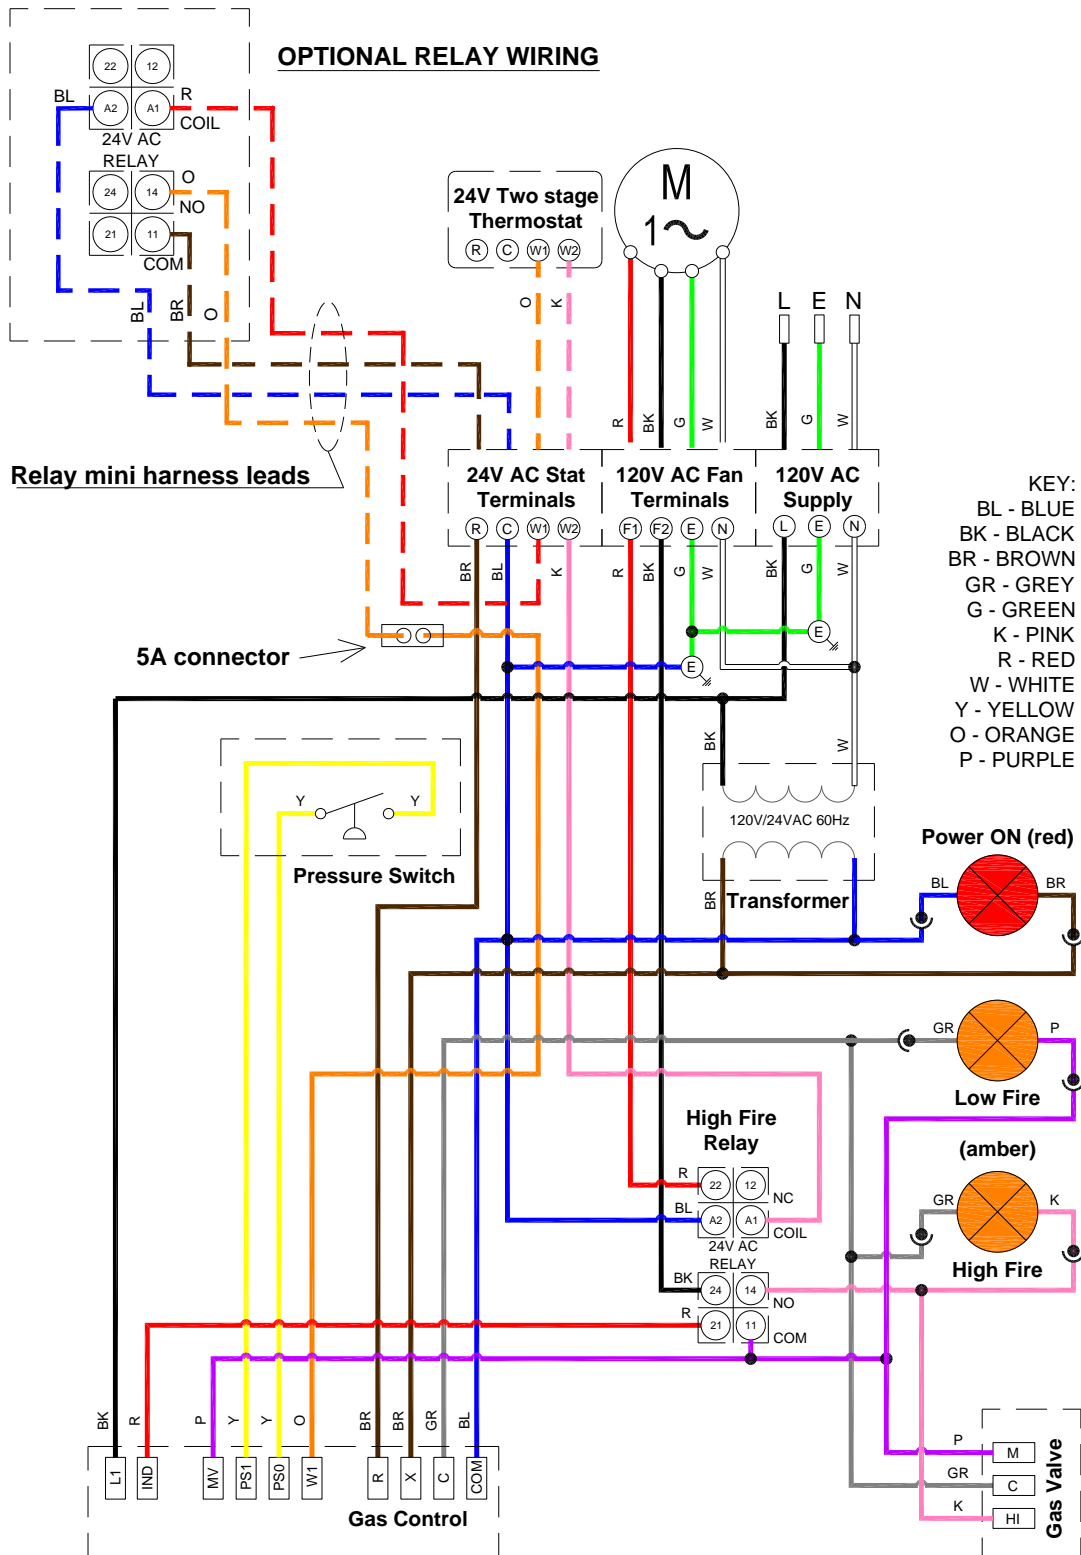 OPTIONAL RELAY WIRING
22 12
BL R
A2 A1
COIL
24V AC
RELAY
O
24 14
NO
21 11
COM
BL BR O
Relay mini harness leads
24V Two stage
Thermostat
R C W1 W2
O K
M
1
L E N
R BK G W BK G W
24V AC Stat
Terminals
R C W1 W2
120V AC Fan
Terminals
F1 F2 E N
120V AC
Supply
L E N
BR BL K R BK G W BK G W
KEY:
BL - BLUE
BK - BLACK
BR - BROWN
GR - GREY
G - GREEN
K - PINK
R - RED
W - WHITE
Y - YELLOW
O - ORANGE
P - PURPLE
5A connector
E
E
BK W
Y Y
Pressure Switch
120V/24VAC 60Hz
Transformer
BR
Power ON (red)
BL BR
GR P
Low Fire
(amber)
GR K
High Fire
High Fire
Relay
R
22 12
NC
BL
A2 A1
COIL
24V AC
RELAY
BK
24 14
NO
R
21 11
COM
BK R P Y Y O BR BR GR BL
L1 IND MV PS1 PS0 W1 R X C COM
Gas Control
P
M
GR
C
K
HI
Gas Valve